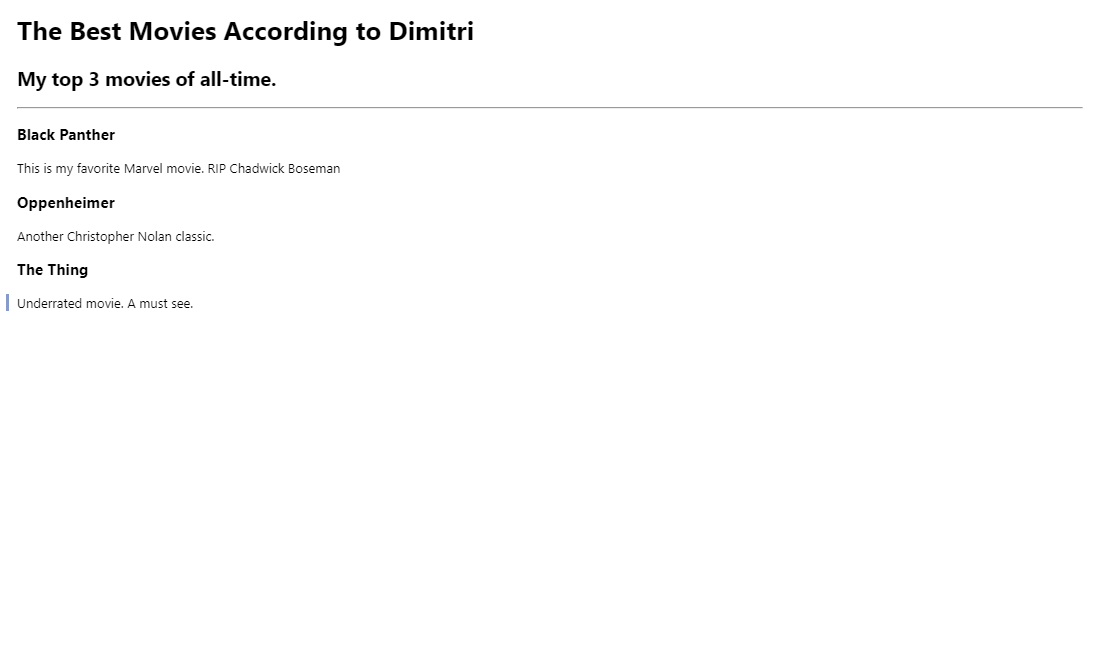 The Best Movies According to Dimitri
My top 3 movies of all-time.
Black Panther
This is my favorite Marvel movie. RIP Chadwick Boseman
Oppenheimer
Another Christopher Nolan classic.
The Thing
Underrated movie. A must see.